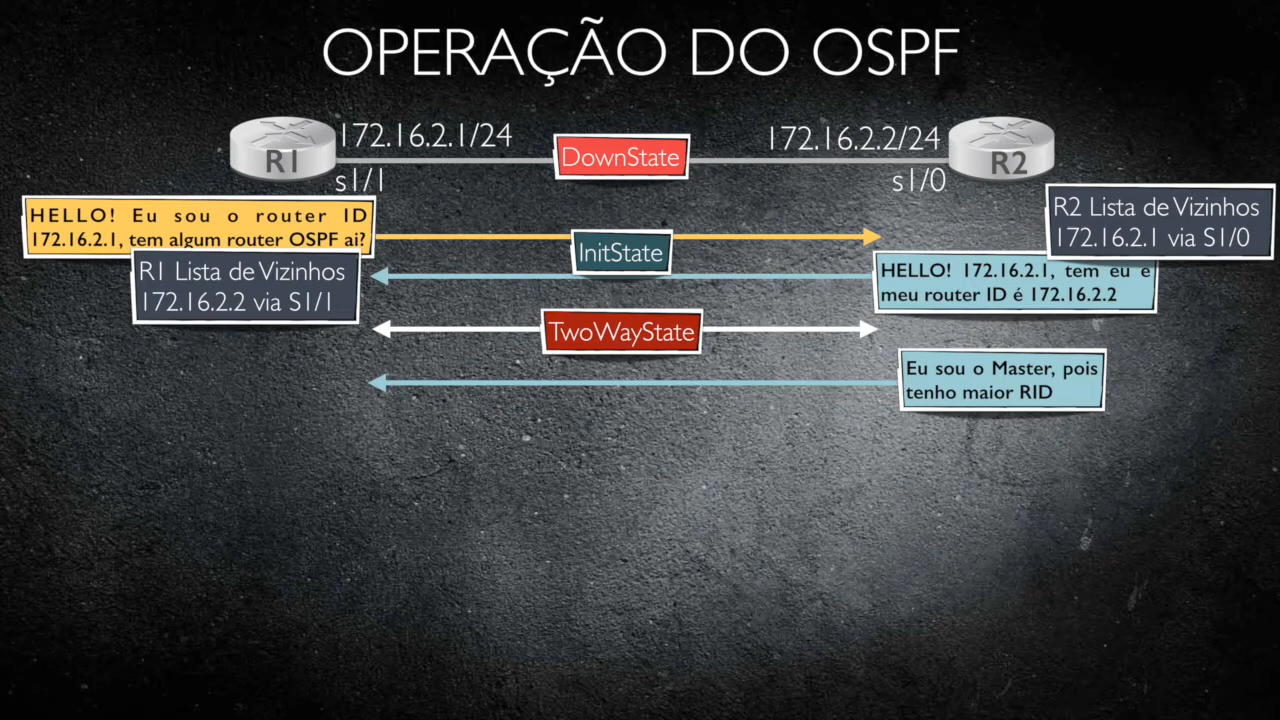 OPERAÇÃO DO OSPF
172.16.2.1/24
172.16.2.2/24
R1
DownState
R2
s1/1
s1/0
HELLO! Eu sou o router ID
172.16.2.1, tem algum router OSPF ai?
R2 Lista de Vizinhos
172.16.2.1 via S1/0
InitState
R1 Lista de Vizinhos
172.16.2.2 via S1/1
HELLO! 172.16.2.1, tem eu e
meu router ID é 172.16.2.2
TwoWayState
Eu sou o Master, pois
tenho maior RID